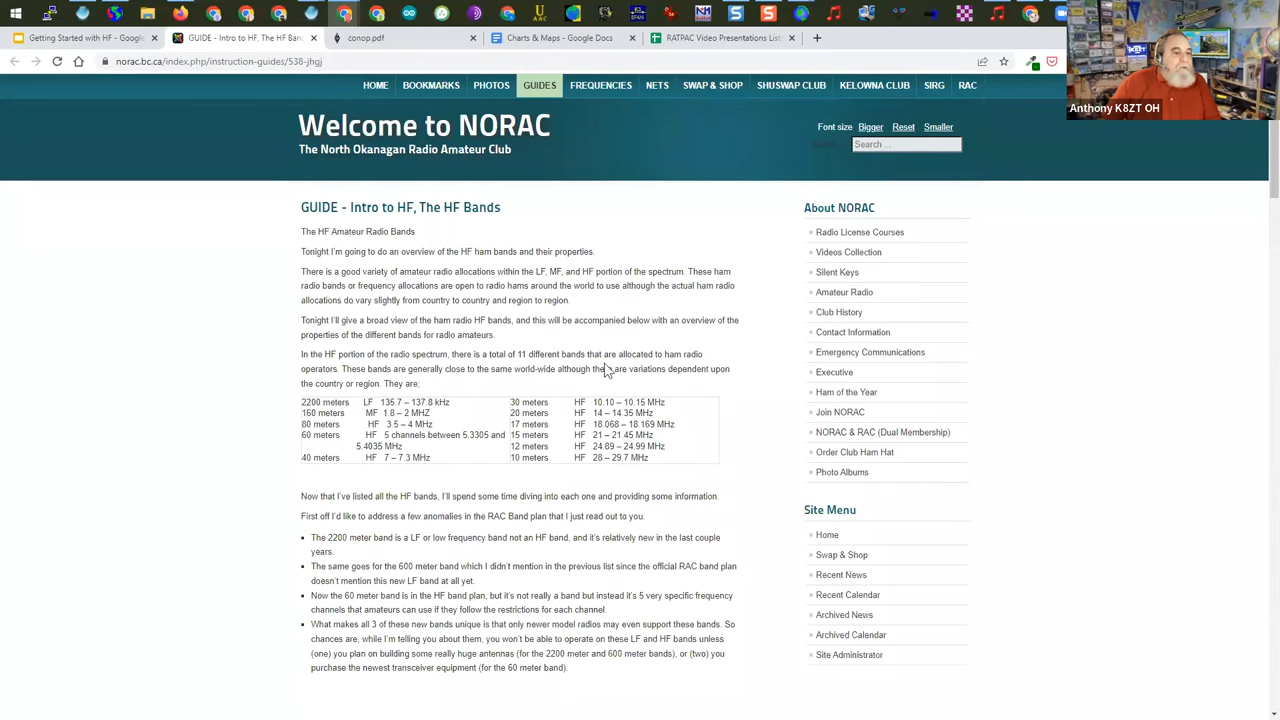 Getting Started with HF - Google
GUIDE - Intro to HF, The HF Ban
concp.pdf
Charts & Maps - Google Docs
RATPAC Video Presentations List
norac.bc.ca/index.php/instruction-guides/538-jhgj
Anthony K8ZT OH
HOME BOOKMARKS PHOTOS GUIDES FREQUENCIES NETS SWAP & SHOP SHUSWAP CLUB KELOWNA CLUB SIRG RAC
Welcome to NORAC
The North Okanagan Radio Amateur Club
Font size Bigger Reset Smaller
Search ...
GUIDE - Intro to HF, The HF Bands
The HF Amateur Radio Bands
Tonight I'm going to do an overview of the HF ham bands and their properties.
There is a good variety of amateur radio allocations within the LF, MF, and HF portion of the spectrum. These ham
radio bands or frequency allocations are open to radio hams around the world to use although the actual ham radio
allocations do vary slightly from country to country and region to region.
Tonight I'll give a broad view of the ham radio HF bands, and this will be accompanied below with an overview of the
properties of the different bands for radio amateurs.
In the HF portion of the radio spectrum, there is a total of 11 different bands that are allocated to ham radio
operators. These bands are generally close to the same world-wide although there are variations dependent upon
the country or region. They are;
2200 meters LF 135.7 – 137.8 kHz
160 meters MF 1.8 – 2 MHZ
80 meters HF 3.5 – 4 MHz
60 meters HF 5 channels between 5.3305 and
5.4035 MHz
40 meters HF 7 – 7.3 MHz
30 meters HF 10.10 – 10.15 MHz
20 meters HF 14 – 14.35 MHz
17 meters HF 18.068 – 18.169 MHz
15 meters HF 21 – 21.45 MHz
12 meters HF 24.89 – 24.99 MHz
10 meters HF 28 – 29.7 MHz
Now that I've listed all the HF bands, I'll spend some time diving into each one and providing some information.
First off I'd like to address a few anomalies in the RAC Band plan that I just read out to you.
The 2200 meter band is a LF or low frequency band not an HF band, and it's relatively new in the last couple
years.
The same goes for the 600 meter band which I didn't mention in the previous list since the official RAC band plan
doesn't mention this new LF band at all yet.
Now the 60 meter band is in the HF band plan, but it's not really a band but instead it's 5 very specific frequency
channels that amateurs can use if they follow the restrictions for each channel.
What makes all 3 of these new bands unique is that only newer model radios may even support these bands. So
chances are, while I'm telling you about them, you won't be able to operate on these LF and HF bands unless
(one) you plan on building some really huge antennas (for the 2200 meter and 600 meter bands), or (two) you
purchase the newest transceiver equipment (for the 60 meter band).
About NORAC
Radio License Courses
Videos Collection
Silent Keys
Amateur Radio
Club History
Contact Information
Emergency Communications
Executive
Ham of the Year
Join NORAC
NORAC & RAC (Dual Membership)
Order Club Ham Hat
Photo Albums
Site Menu
Home
Swap & Shop
Recent News
Recent Calendar
Archived News
Archived Calendar
Site Administrator